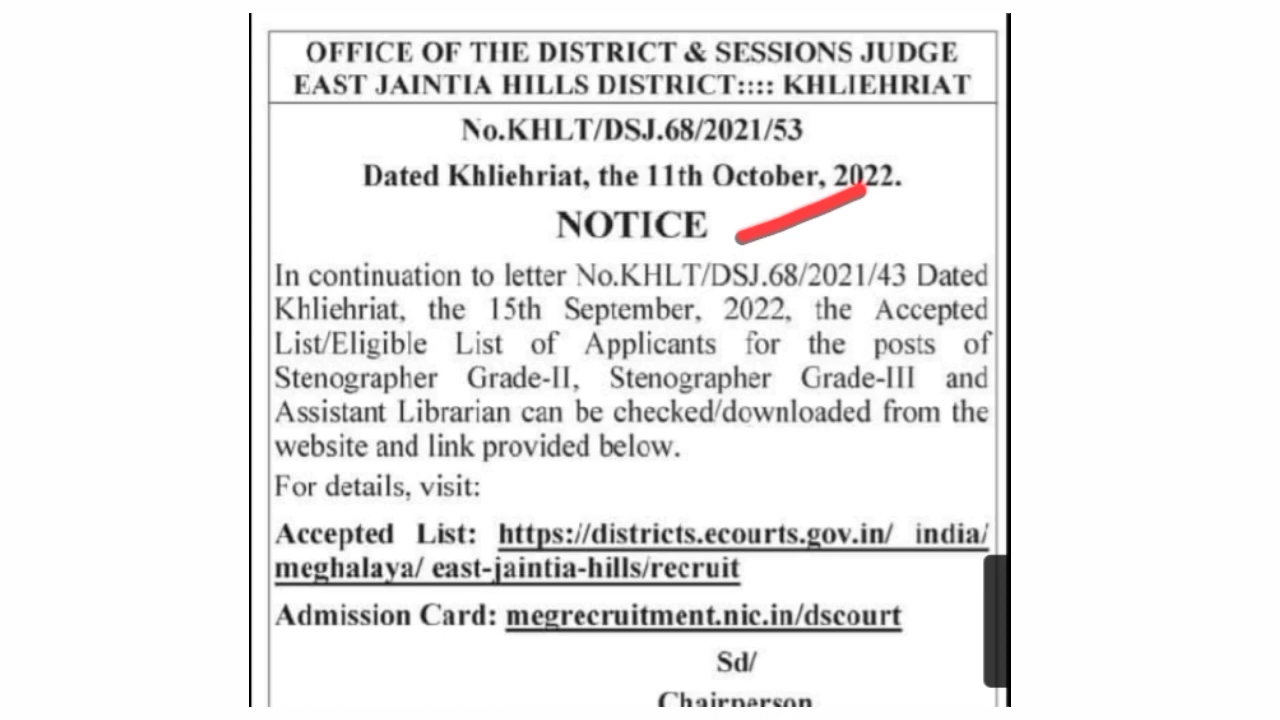 OFFICE OF THE DISTRICT & SESSIONS JUDGE
EAST JAINTIA HILLS DISTRICT:::: KHLIEHRIAT
No.KHLT/DSJ.68/2021/53
Dated Khliehriat, the 11th October, 2022.
NOTICE
In continuation to letter No.KHLT/DSJ.68/2021/43 Dated
Khliehriat, the 15th September, 2022, the Accepted
List/Eligible List of Applicants for the posts of
Stenographer Grade-II, Stenographer Grade-III and
Assistant Librarian can be checked/downloaded from the
website and link provided below.
For details, visit:
Accepted List: https://districts.ecourts.gov.in/ india/
meghalaya/ east-jaintia-hills/recruit
Admission Card: megrecruitment.nic.in/dscourt
Sd/
Chairperson